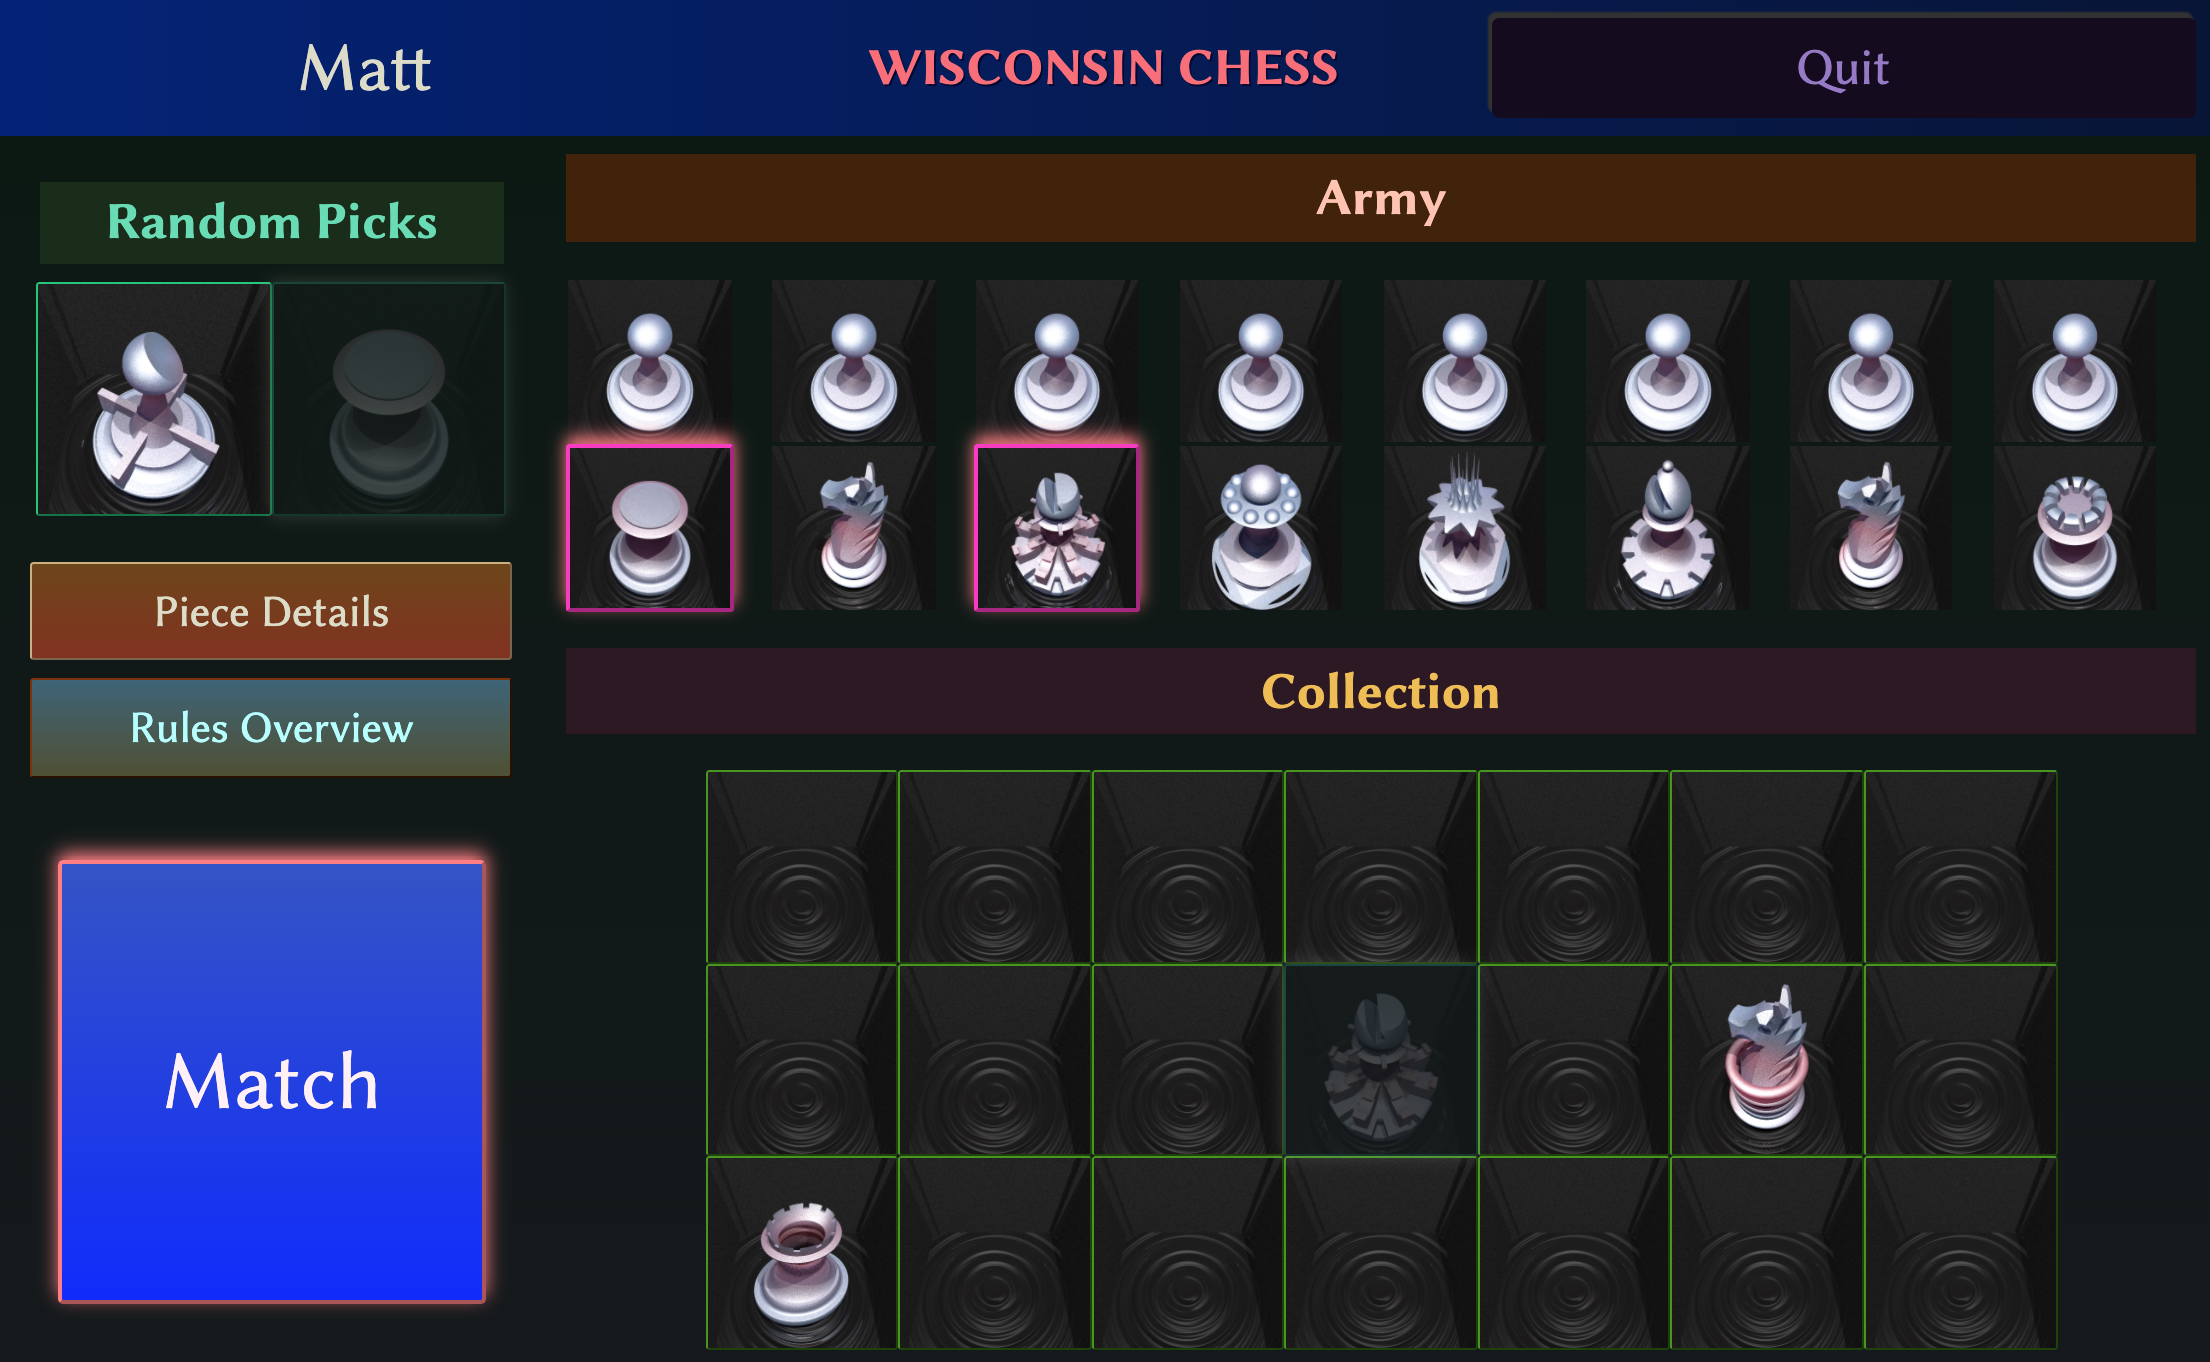 Matt
WISCONSIN CHESS
Quit
Random Picks
Army
Piece Details
Rules Overview
Collection
Match